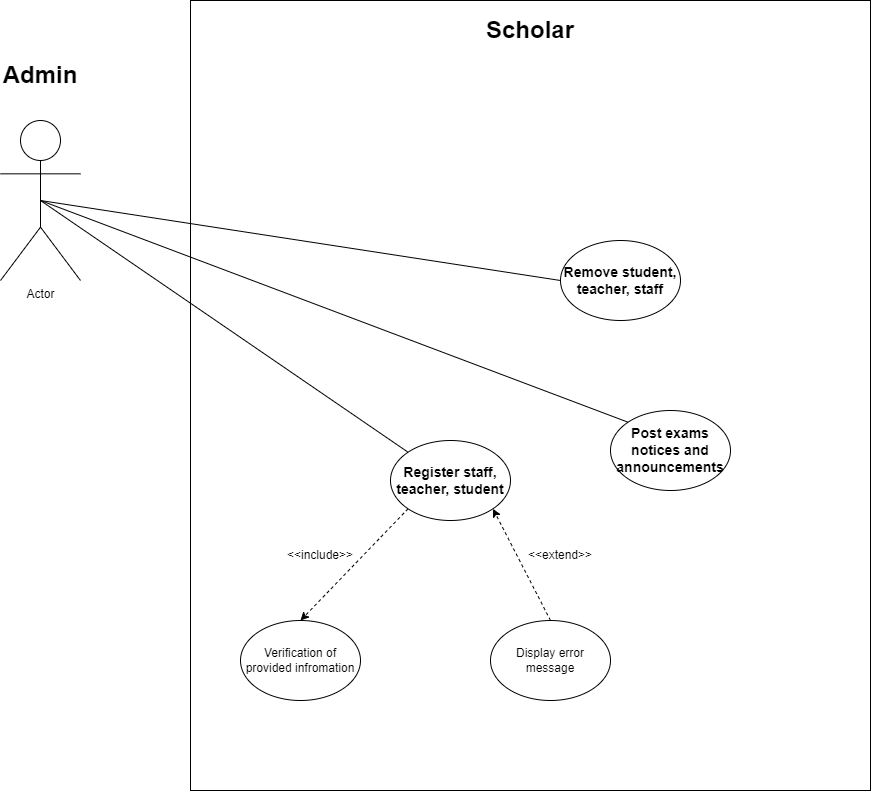 Scholar
Admin
Actor
Remove student,
teacher, staff
Post exams
notices and
announcements
Register staff,
teacher, student
<<include>>
<<extend>>
Verification of
provided infromation
Display error
message